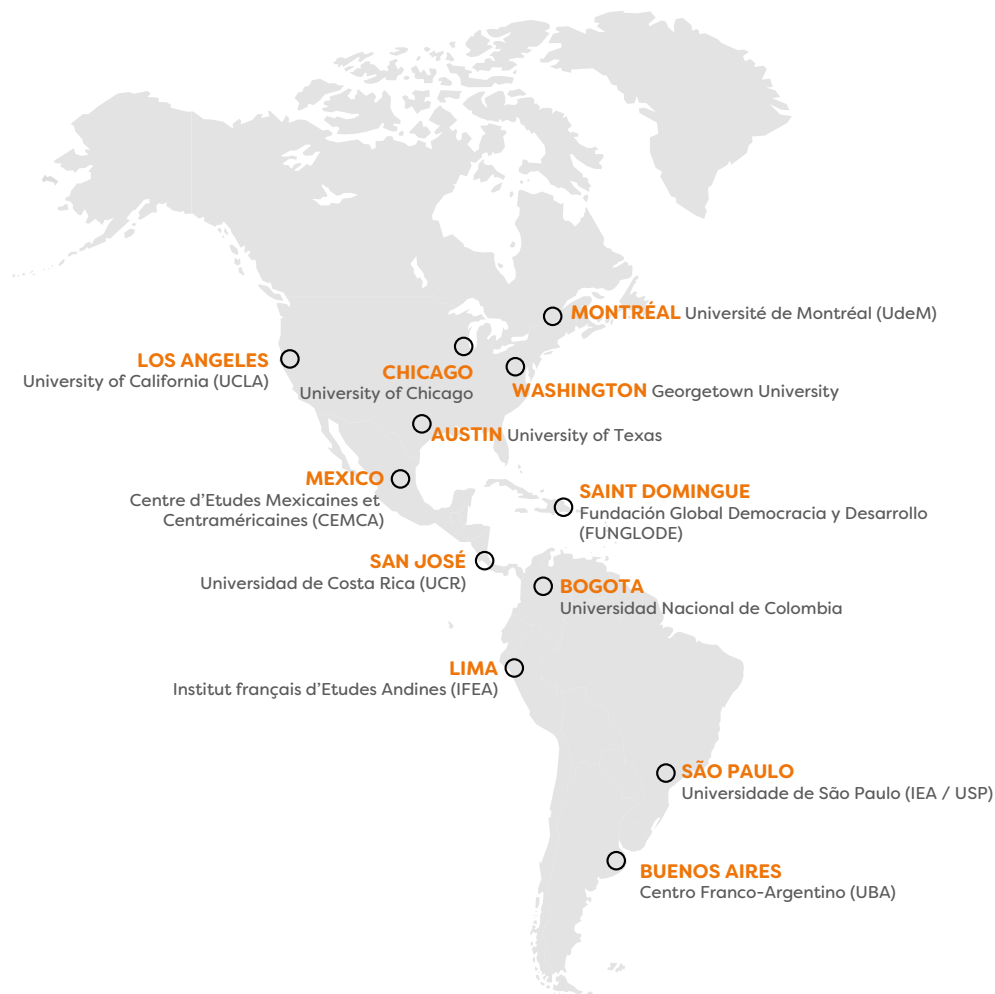 MONTRÉAL Université de Montréal (UdeM)
LOS ANGELES
University of California (UCLA)
CHICAGO
University of Chicago
WASHINGTON Georgetown University
AUSTIN University of Texas
MEXICO
Centre d’Etudes Mexicaines et
Centraméricaines (CEMCA)
SAINT DOMINGUE
Fundación Global Democracia y Desarrollo
(FUNGLODE)
SAN JOSÉ
Universidad de Costa Rica (UCR)
BOGOTA
Universidad Nacional de Colombia
LIMA
Institut français d’Etudes Andines (IFEA)
SÃO PAULO
Universidade de São Paulo (IEA / USP)
BUENOS AIRES
Centro Franco-Argentino (UBA)